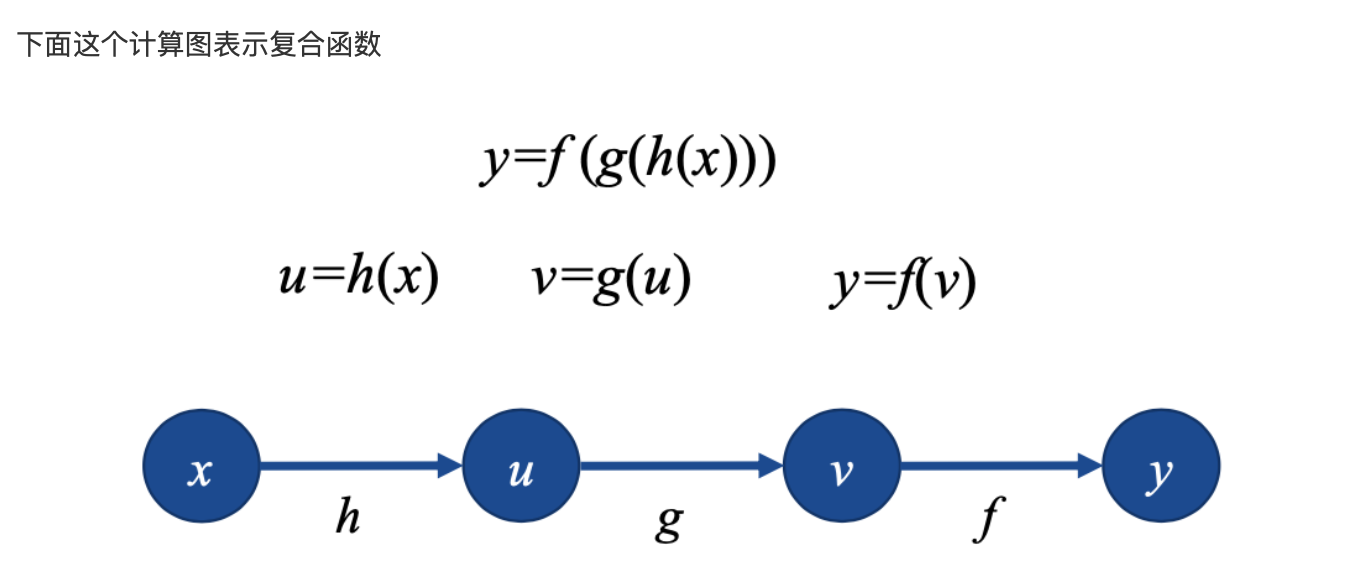 下面这个计算图表示复合函数
y=f(g(h(x)))
u=h(x) v=g(u) y=f(v)
x u v y
h g f